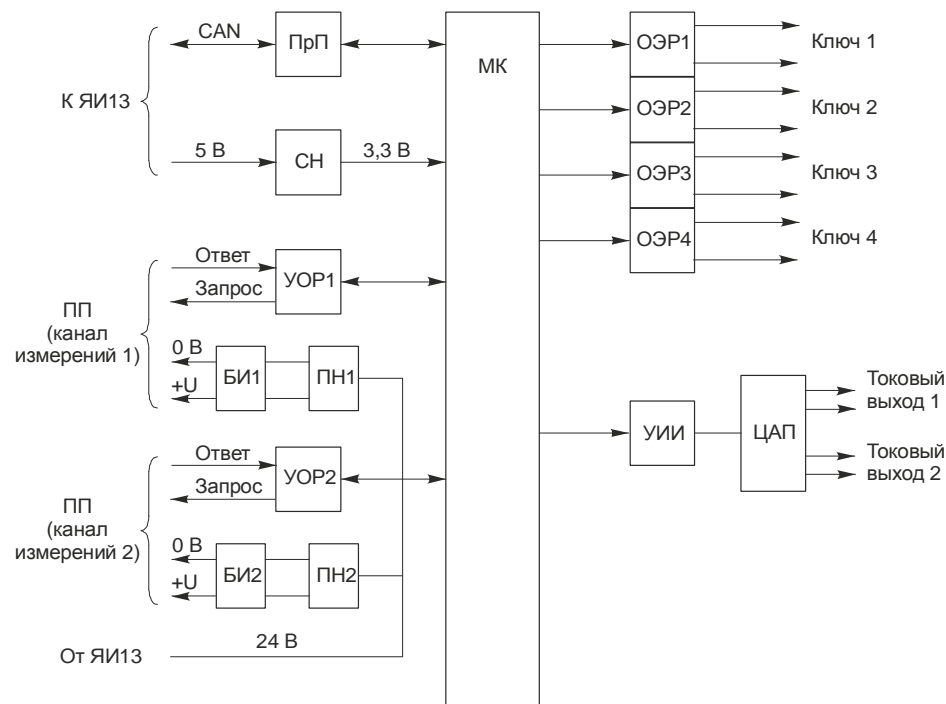 CAN
ПрП
МК
К ЯИ13
5 В
СН
3,3 В
Ответ
УОР1
Запрос
ПП
(канал
измерений 1)
0 В
+U
БИ1
ПН1
Ответ
УОР2
Запрос
ПП
(канал
измерений 2)
0 В
+U
БИ2
ПН2
24 В
От ЯИ13
ОЭР1
Ключ 1
ОЭР2
Ключ 2
ОЭР3
Ключ 3
ОЭР4
Ключ 4
УИИ
ЦАП
Токовый
выход 1
Токовый
выход 2